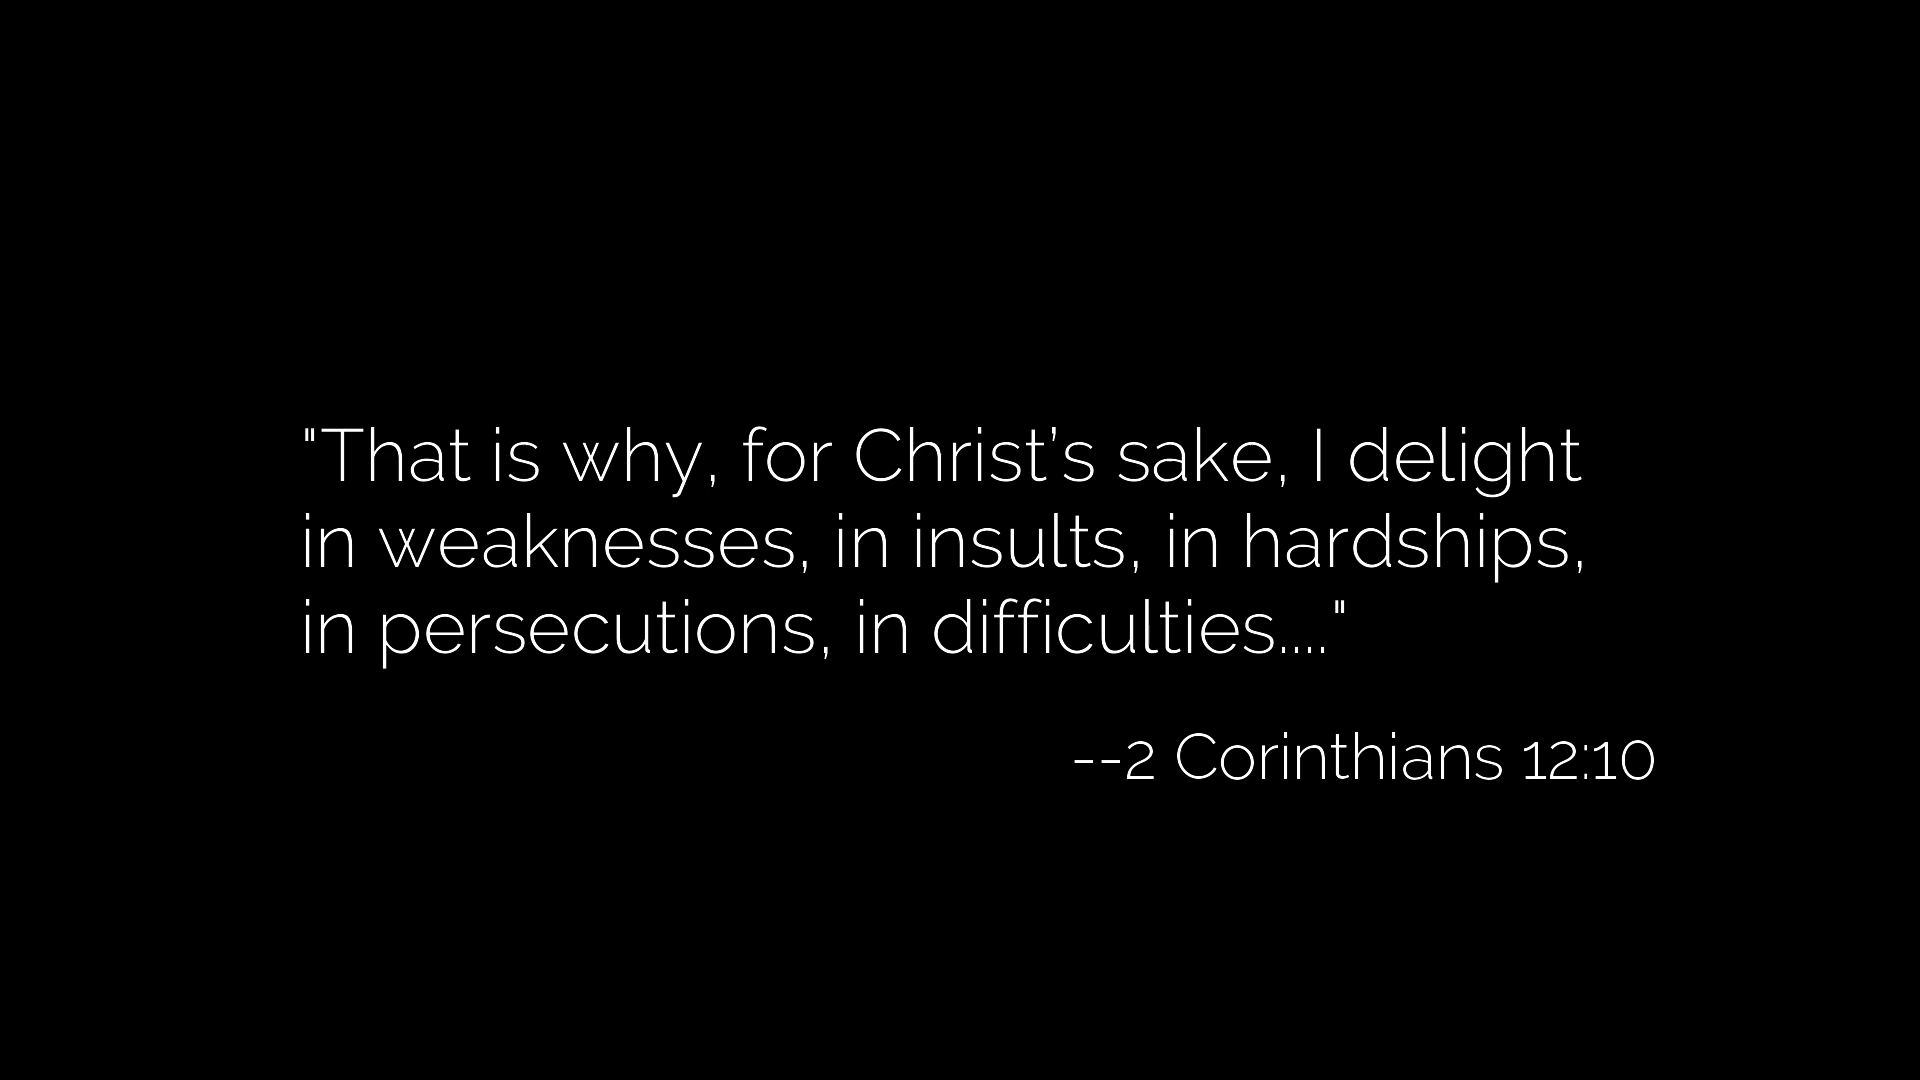 "That is why, for Christ’s sake, I delight
in weaknesses, in insults, in hardships,
in persecutions, in difficulties...."
--2 Corinthians 12:10